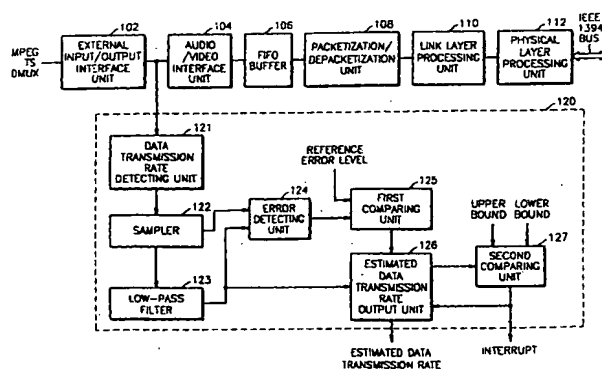 102
104
106
108
110
112
IEEE
1394
BUS
MPEG
TS
DMUX
EXTERNAL
INPUT/OUTPUT
INTERFACE
UNIT
AUDIO
/VIDEO
INTERFACE
UNIT
FIFO
BUFFER
PACKETIZATION/
DEPACKETIZATION
UNIT
LINK LAYER
PROCESSING
UNIT
PHYSICAL
LAYER
PROCESSING
UNIT
120
121
DATA
TRANSMISSION
RATE
DETECTING UNIT
REFERENCE
ERROR LEVEL
122
SAMPLER
124
ERROR
DETECTING
UNIT
125
FIRST
COMPARING
UNIT
UPPER
BOUND
LOWER
BOUND
123
LOW-PASS
FILTER
126
ESTIMATED
DATA
TRANSMISSION
RATE
OUTPUT UNIT
127
SECOND
COMPARING
UNIT
ESTIMATED DATA
TRANSMISSION RATE
INTERRUPT